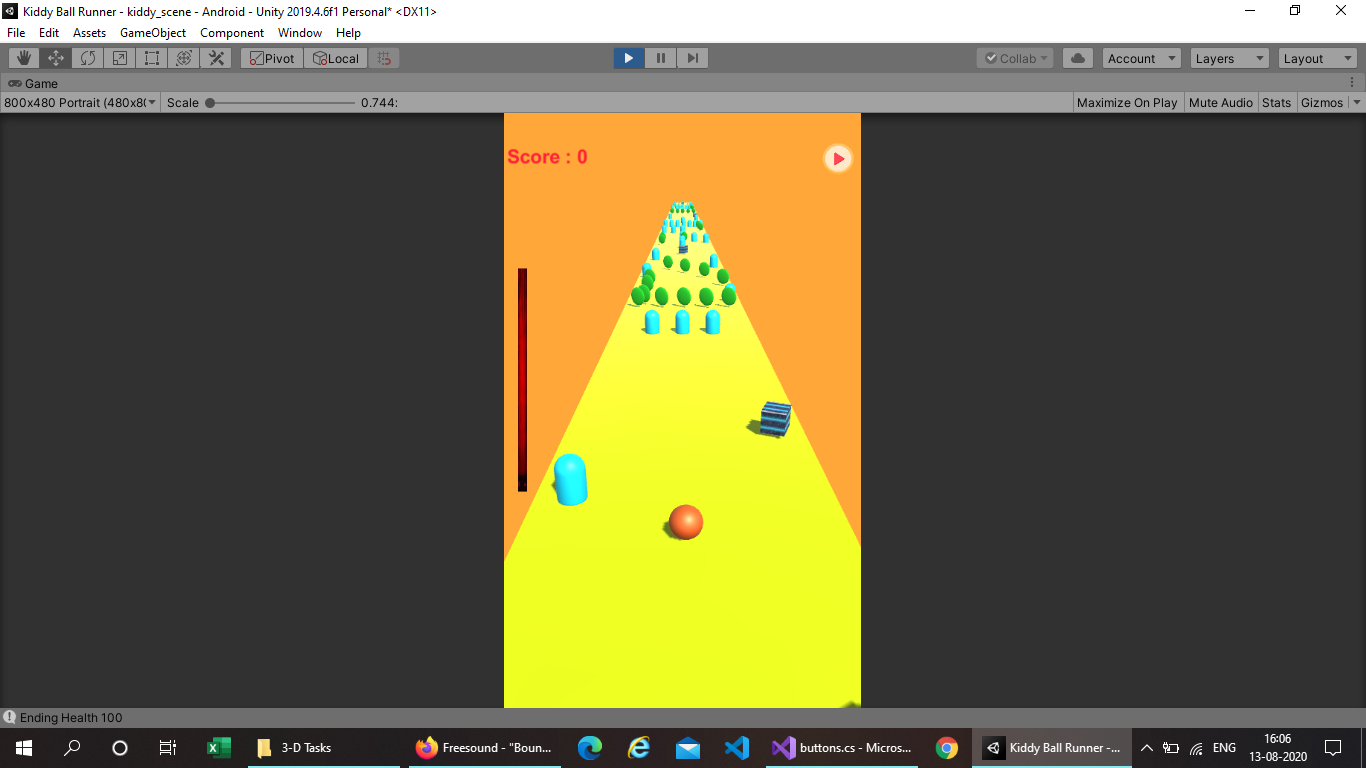 Kiddy Ball Runner - kiddy_scene - Android - Unity 2019.4.6f1 Personal* <DX11>
File Edit Assets GameObject Component Window Help
Pivot Local Collab Account Layers Layout
Game
800x480 Portrait (480x8( Scale 0.744: Maximize On Play Mute Audio Stats Gizmos
Score : 0
Ending Health 100
3-D Tasks Freesound - "Boun... buttons.cs - Micros... Kiddy Ball Runner -... ENG 16:06
13-08-2020